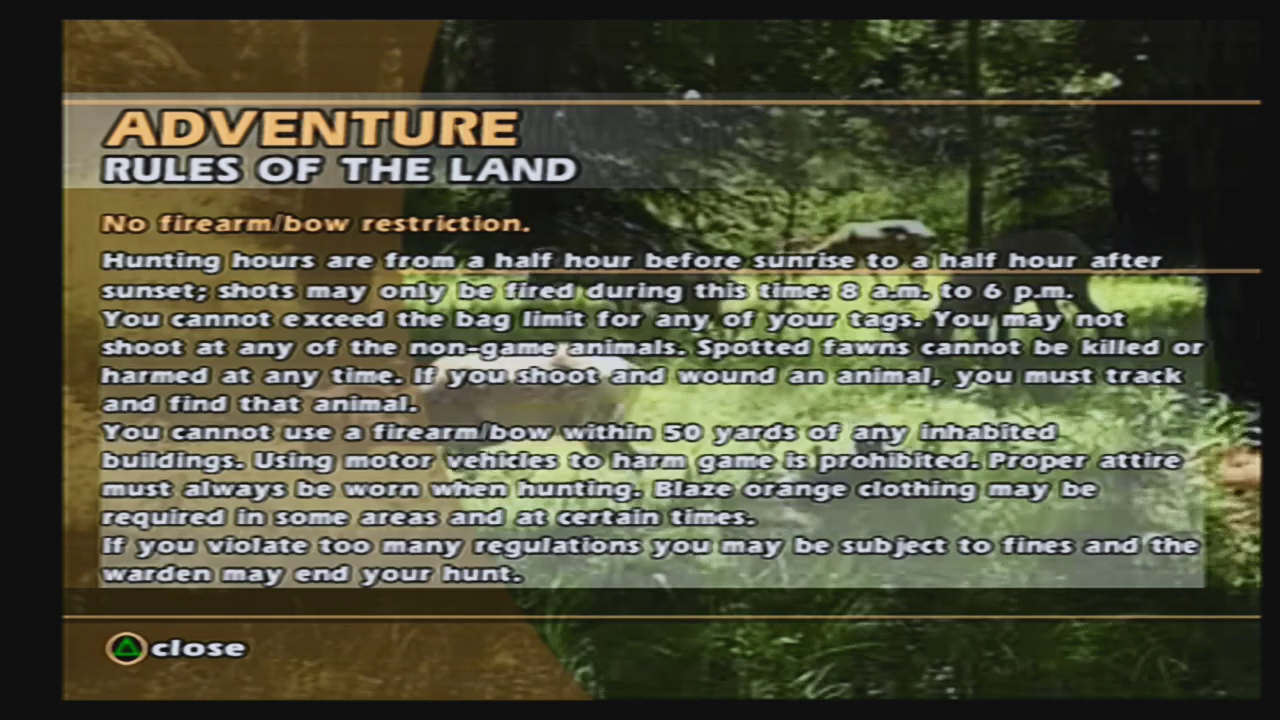 ADVENTURE
RULES OF THE LAND
No firearm/bow restriction.
Hunting hours are from a half hour before sunrise to a half hour after
sunset; shots may only be fired during this time: 8 a.m. to 6 p.m.
You cannot exceed the bag limit for any of your tags. You may not
shoot at any of the non-game animals. Spotted fawns cannot be killed or
harmed at any time. If you shoot and wound an animal, you must track
and find that animal.
You cannot use a firearm/bow within 50 yards of any inhabited
buildings. Using motor vehicles to harm game is prohibited. Proper attire
must always be worn when hunting. Blaze orange clothing may be
required in some areas and at certain times.
If you violate too many regulations you may be subject to fines and the
warden may end your hunt.
close